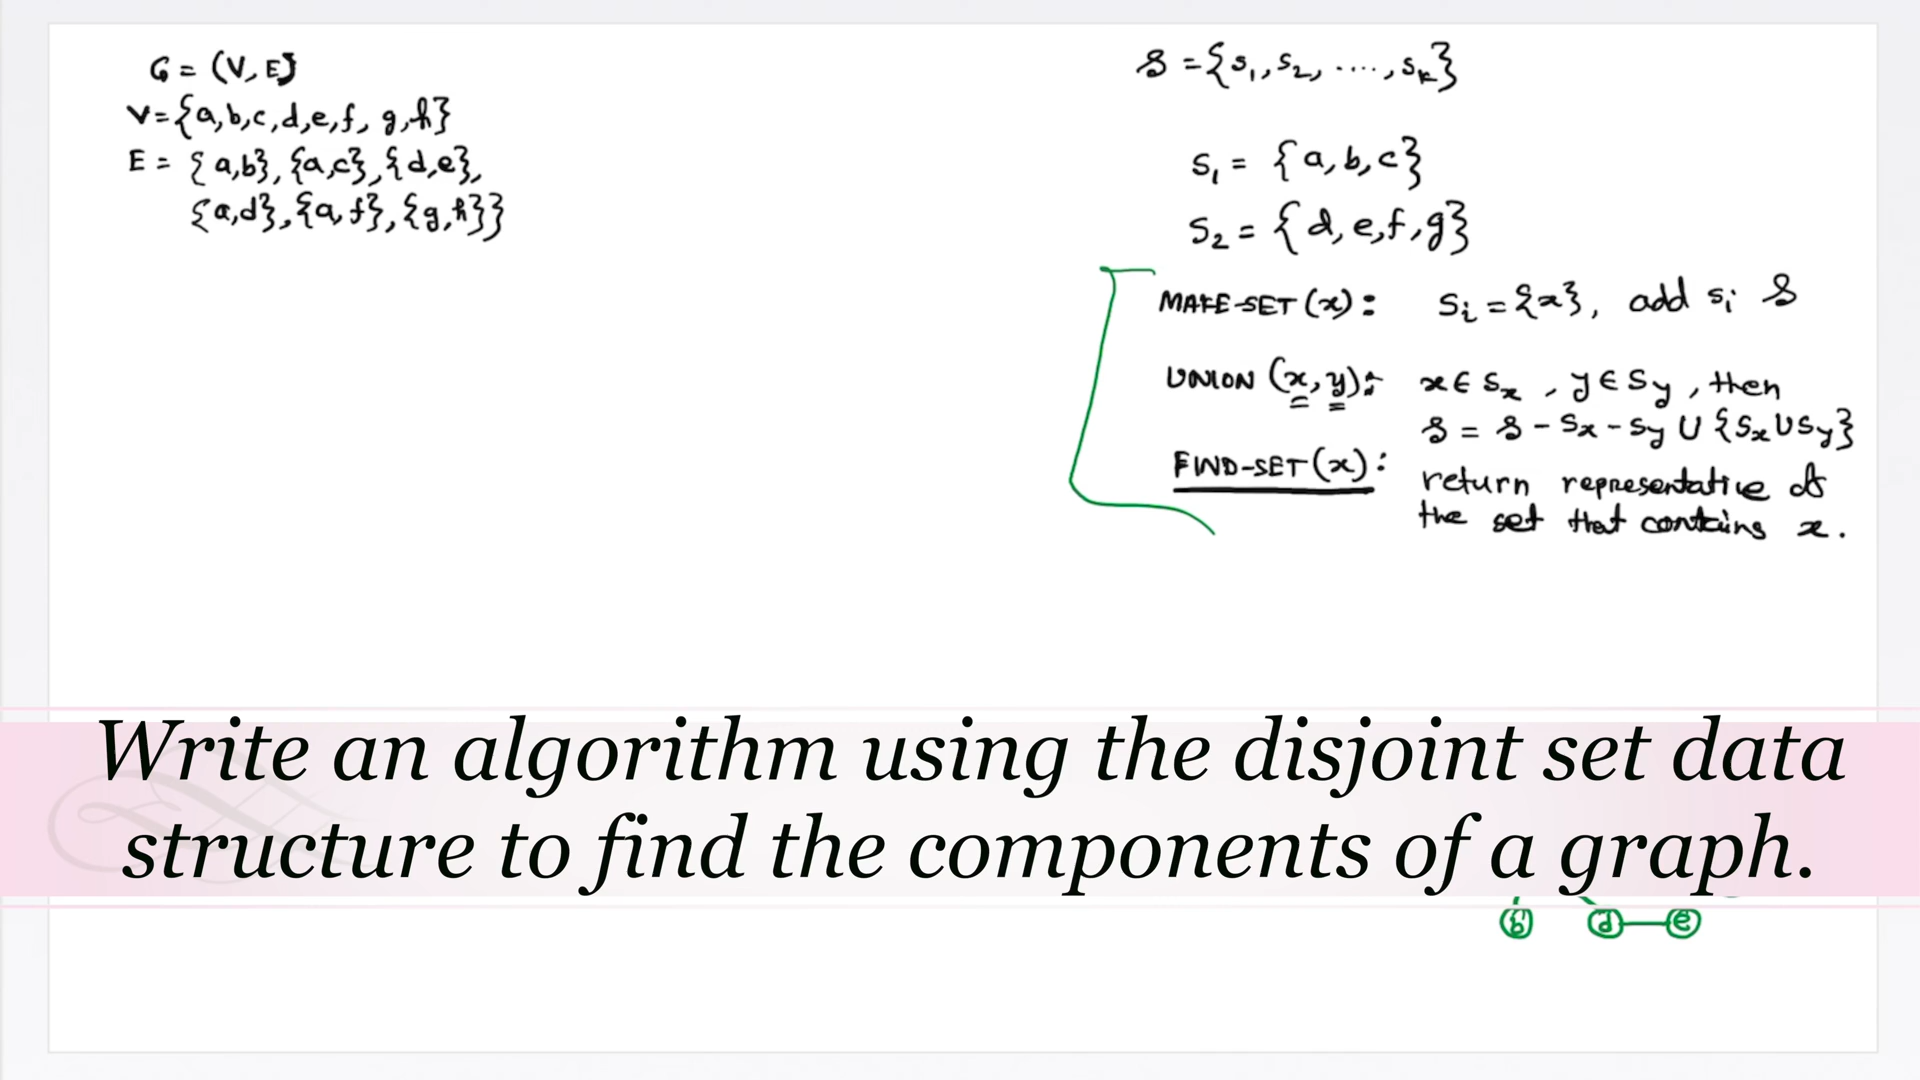 G = (V, E)
V = {a,b,c,d,e,f, g,h}
E = { a,b}, {a,c}, {d,e},
{a,d}, {a,f}, {g,h}}
S = {S₁, S₂, ...., Sₖ}
S₁ = {a, b, c}
S₂ = {d, e, f, g}
MAKE-SET(x): Sᵢ = {x}, add Sᵢ S
UNION (x, y): x ∈ Sₓ , y ∈ Sy , then
S = S - Sₓ - Sy ∪ {Sₓ ∪ Sy}
FIND-SET(x): return representative of
the set that contains x.
Write an algorithm using the disjoint set data
structure to find the components of a graph.
b d e